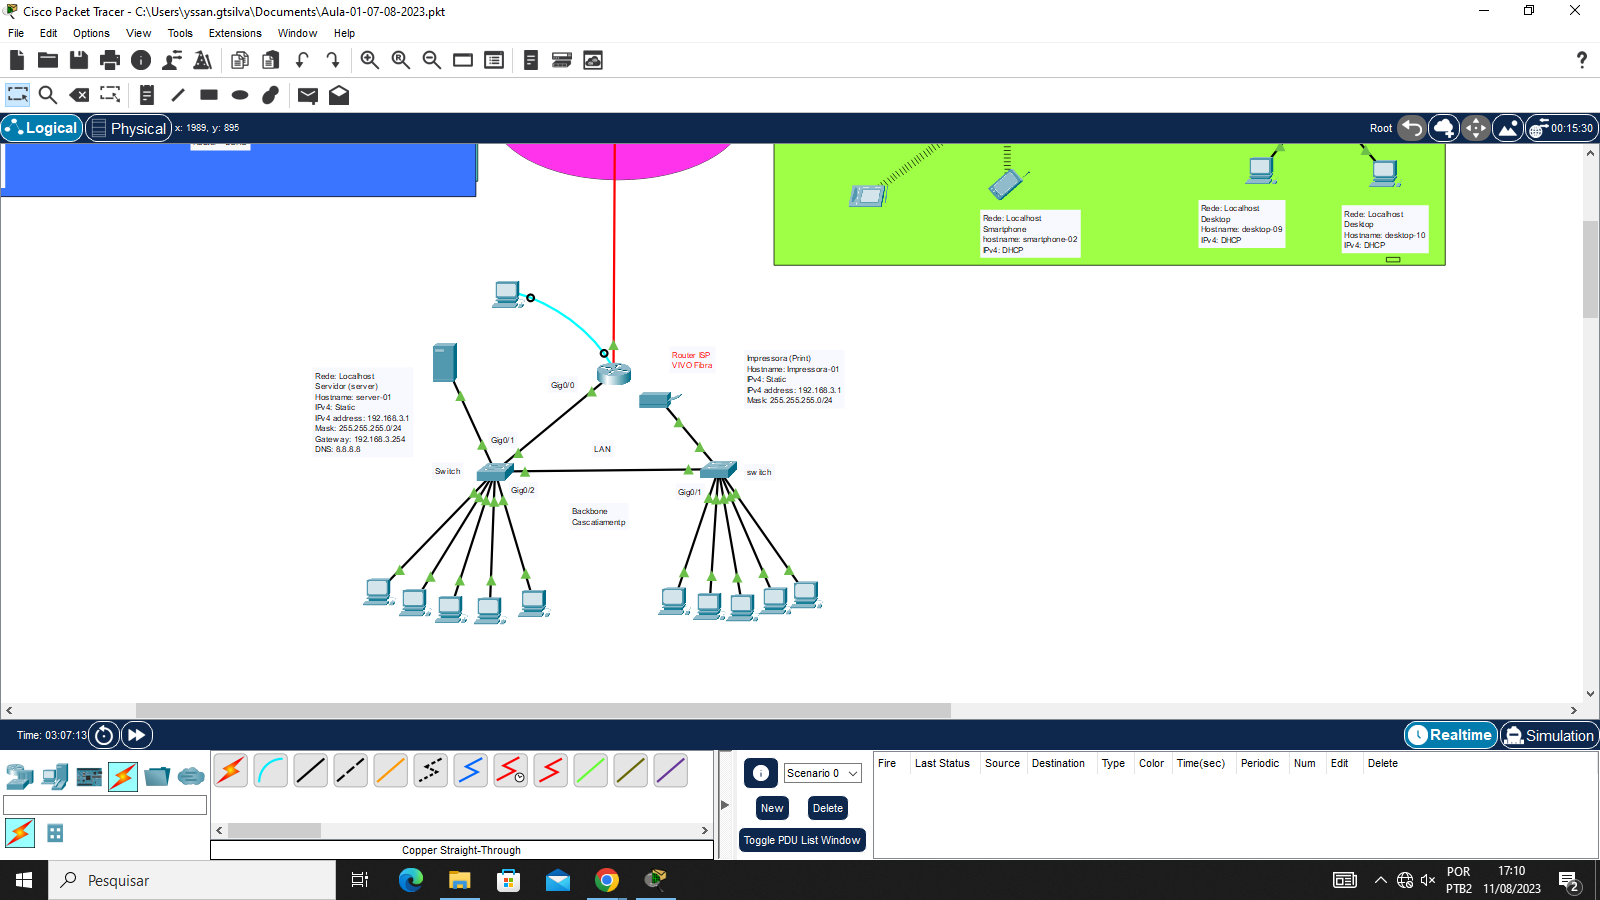 Cisco Packet Tracer - C:\Users\yssan.gtsilva\Documents\Aula-01-07-08-2023.pkt
File Edit Options View Tools Extensions Window Help
?
Logical Physical x: 1989, y: 895
Root 00:15:30
Rede: Localhost
Smartphone
hostname: smartphone-02
IPv4: DHCP
Rede: Localhost
Desktop
Hostname: desktop-09
IPv4: DHCP
Rede: Localhost
Desktop
Hostname: desktop-10
IPv4: DHCP
Router ISP
VIVO Fibra
Impressora (Print)
Hostname: Impressora-01
IPv4: Static
IPv4 address: 192.168.3.1
Mask: 255.255.255.0/24
Rede: Localhost
Servidor (server)
Hostname: server-01
IPv4: Static
IPv4 address: 192.168.3.1
Mask: 255.255.255.0/24
Gateway: 192.168.3.254
DNS: 8.8.8.8
Gig0/0
Gig0/1
LAN
Switch
switch
Gig0/2
Gig0/1
Backbone
Cascatiamentp
Time: 03:07:13
Realtime Simulation
Scenario 0
New Delete
Toggle PDU List Window
Fire Last Status Source Destination Type Color Time(sec) Periodic Num Edit Delete
Copper Straight-Through
Pesquisar
POR
PTB2
17:10
11/08/2023
2